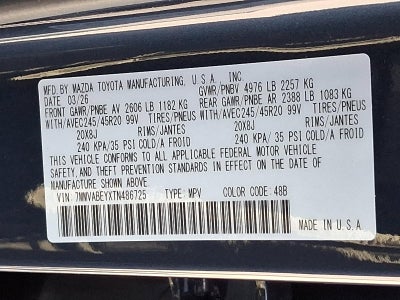 MFD. BY MAZDA TOYOTA MANUFACTURING, U.S.A., INC.
DATE 03/26 GVWR/PNBV 4976 LB 2257 KG
FRONT GAWR/PNBE AV 2606 LB 1182 KG REAR GAWR/PNBE AR 2388 LB 1083 KG
WITH/AVEC245/45R20 99V TIRES/PNEUS WITH/AVEC245/45R20 99V TIRES/PNEUS
20X8J RIMS/JANTES 20X8J RIMS/JANTES
240 KPA/35 PSI COLD/A FROID 240 KPA/35 PSI COLD/A FROID
THIS VEHICLE CONFORMS TO ALL APPLICABLE FEDERAL MOTOR VEHICLE
SAFETY, AND THEFT PREVENTION STANDARDS IN EFFECT ON THE DATE OF
MANUFACTURE SHOWN ABOVE.
VIN: 7MMVABEYXTN486725 TYPE: MPV COLOR CODE: 48B
MADE IN U.S.A.